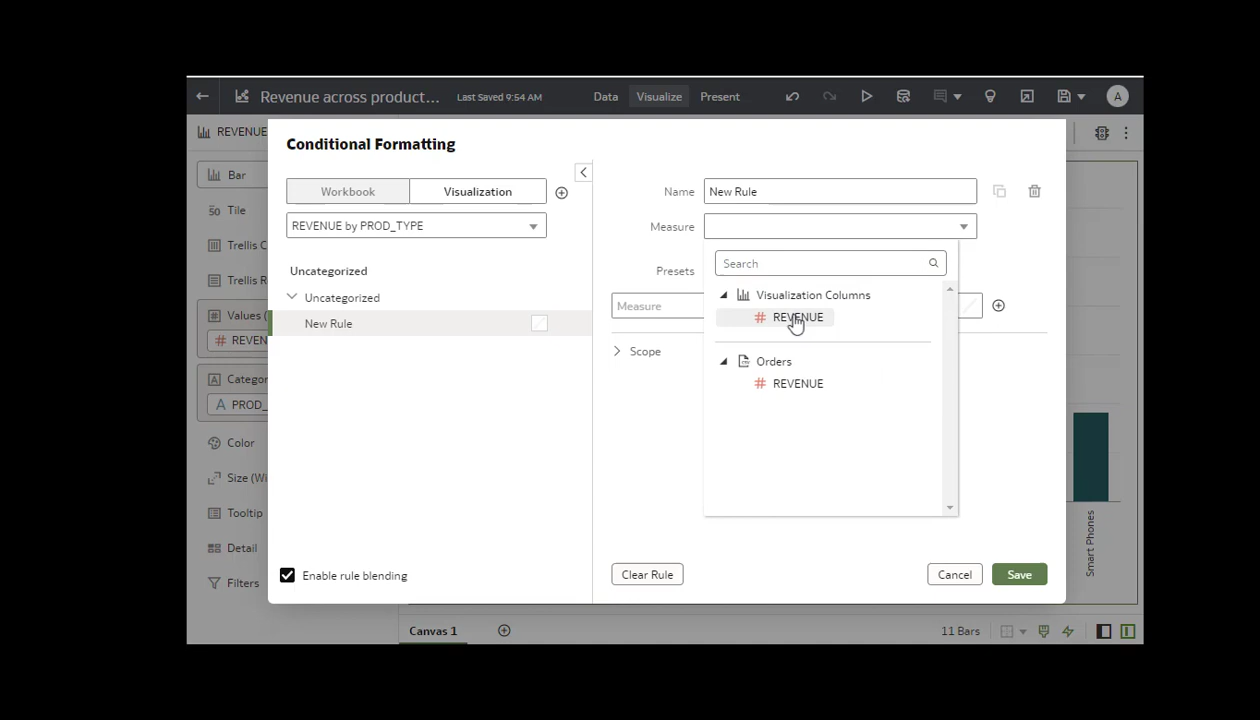 Revenue across product...
Last Saved 9:54 AM
Data
Visualize
Present
A
REVENUE
Conditional Formatting
Bar
Workbook
Visualization
Name
New Rule
50 Tile
REVENUE by PROD_TYPE
Measure
Trellis C
Search
Uncategorized
Presets
Trellis R
Uncategorized
Measure
Visualization Columns
Values (
New Rule
# REVENUE
# REVEN
Scope
Orders
Categor
# REVENUE
A PROD_
Color
Size (Wi
Tooltip
Detail
Smart Phones
Filters
Enable rule blending
Clear Rule
Cancel
Save
Canvas 1
11 Bars